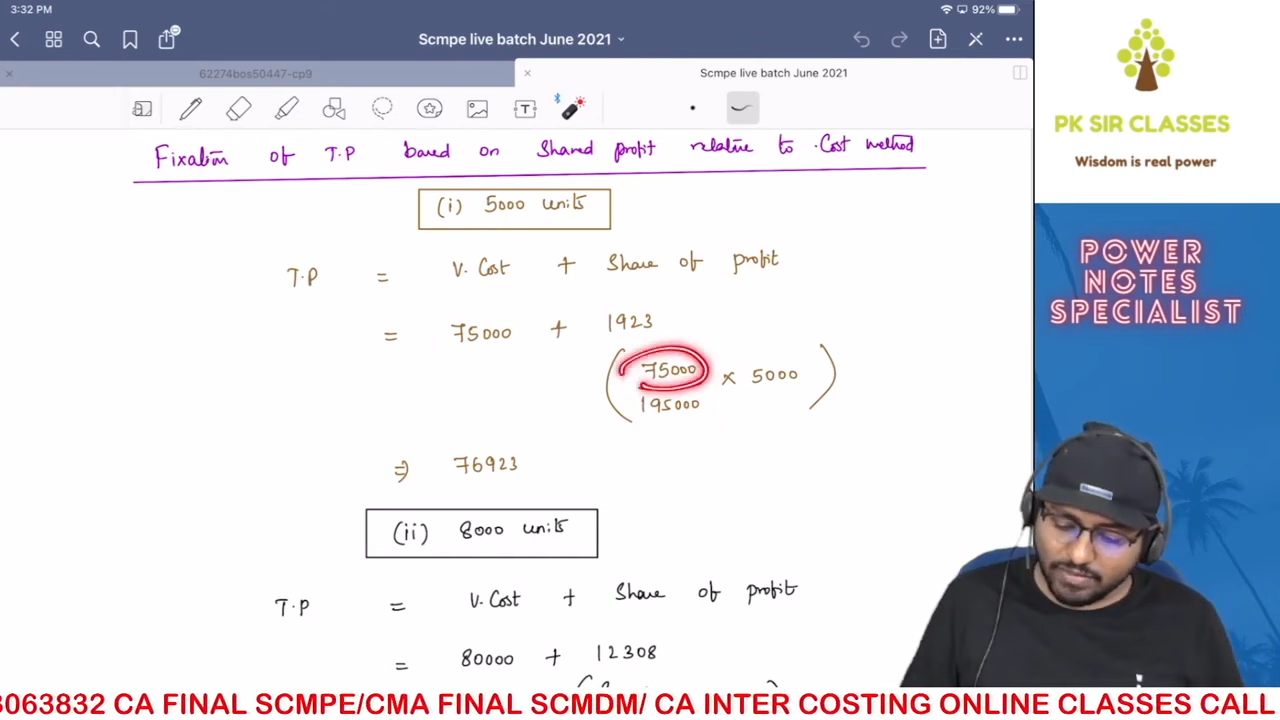 3:32 PM
92%
Scmpe live batch June 2021
62274bos50447-cp9
Scmpe live batch June 2021
PK SIR CLASSES
Wisdom is real power
POWER
NOTES
SPECIALIST
Fixation of T.P based on Shared profit relative to Cost method
(i) 5000 units
T.P = V. Cost + Share of profit
= 75000 + 1923
(75000 × 5000)
195000
⇒ 76923
(ii) 8000 units
T.P = V. Cost + Share of profit
= 80000 + 12308
3063832 CA FINAL SCMPE/CMA FINAL SCMDM/ CA INTER COSTING ONLINE CLASSES CALL